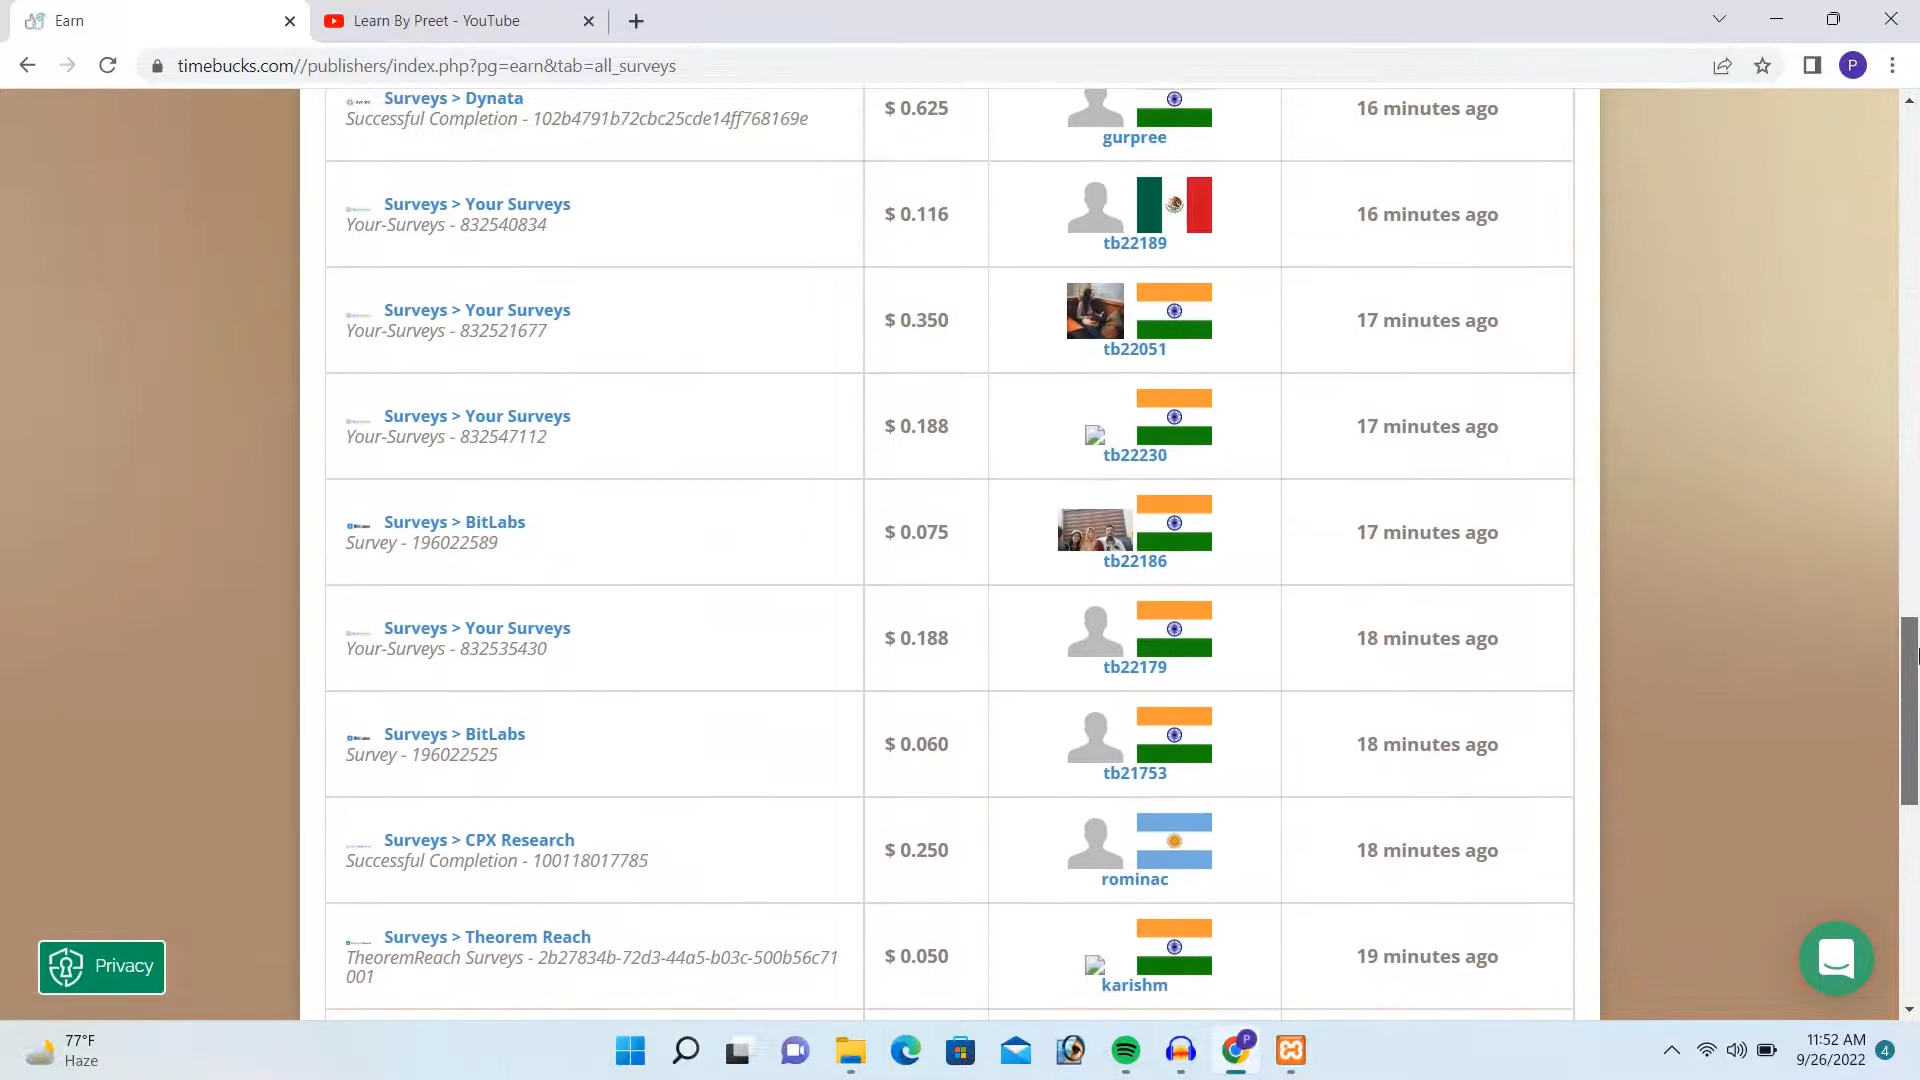 Earn
Learn By Preet - YouTube
timebucks.com//publishers/index.php?pg=earn&tab=all_surveys
P
Surveys > Dynata
Successful Completion - 102b4791b72cbc25cde14ff768169e
$ 0.625
gurpree
16 minutes ago
Surveys > Your Surveys
Your-Surveys - 832540834
$ 0.116
tb22189
16 minutes ago
Surveys > Your Surveys
Your-Surveys - 832521677
$ 0.350
tb22051
17 minutes ago
Surveys > Your Surveys
Your-Surveys - 832547112
$ 0.188
tb22230
17 minutes ago
Surveys > BitLabs
Survey - 196022589
$ 0.075
tb22186
17 minutes ago
Surveys > Your Surveys
Your-Surveys - 832535430
$ 0.188
tb22179
18 minutes ago
Surveys > BitLabs
Survey - 196022525
$ 0.060
tb21753
18 minutes ago
Surveys > CPX Research
Successful Completion - 100118017785
$ 0.250
rominac
18 minutes ago
Surveys > Theorem Reach
TheoremReach Surveys - 2b27834b-72d3-44a5-b03c-500b56c71
001
$ 0.050
karishm
19 minutes ago
Privacy
77°F
Haze
P
11:52 AM
9/26/2022
4